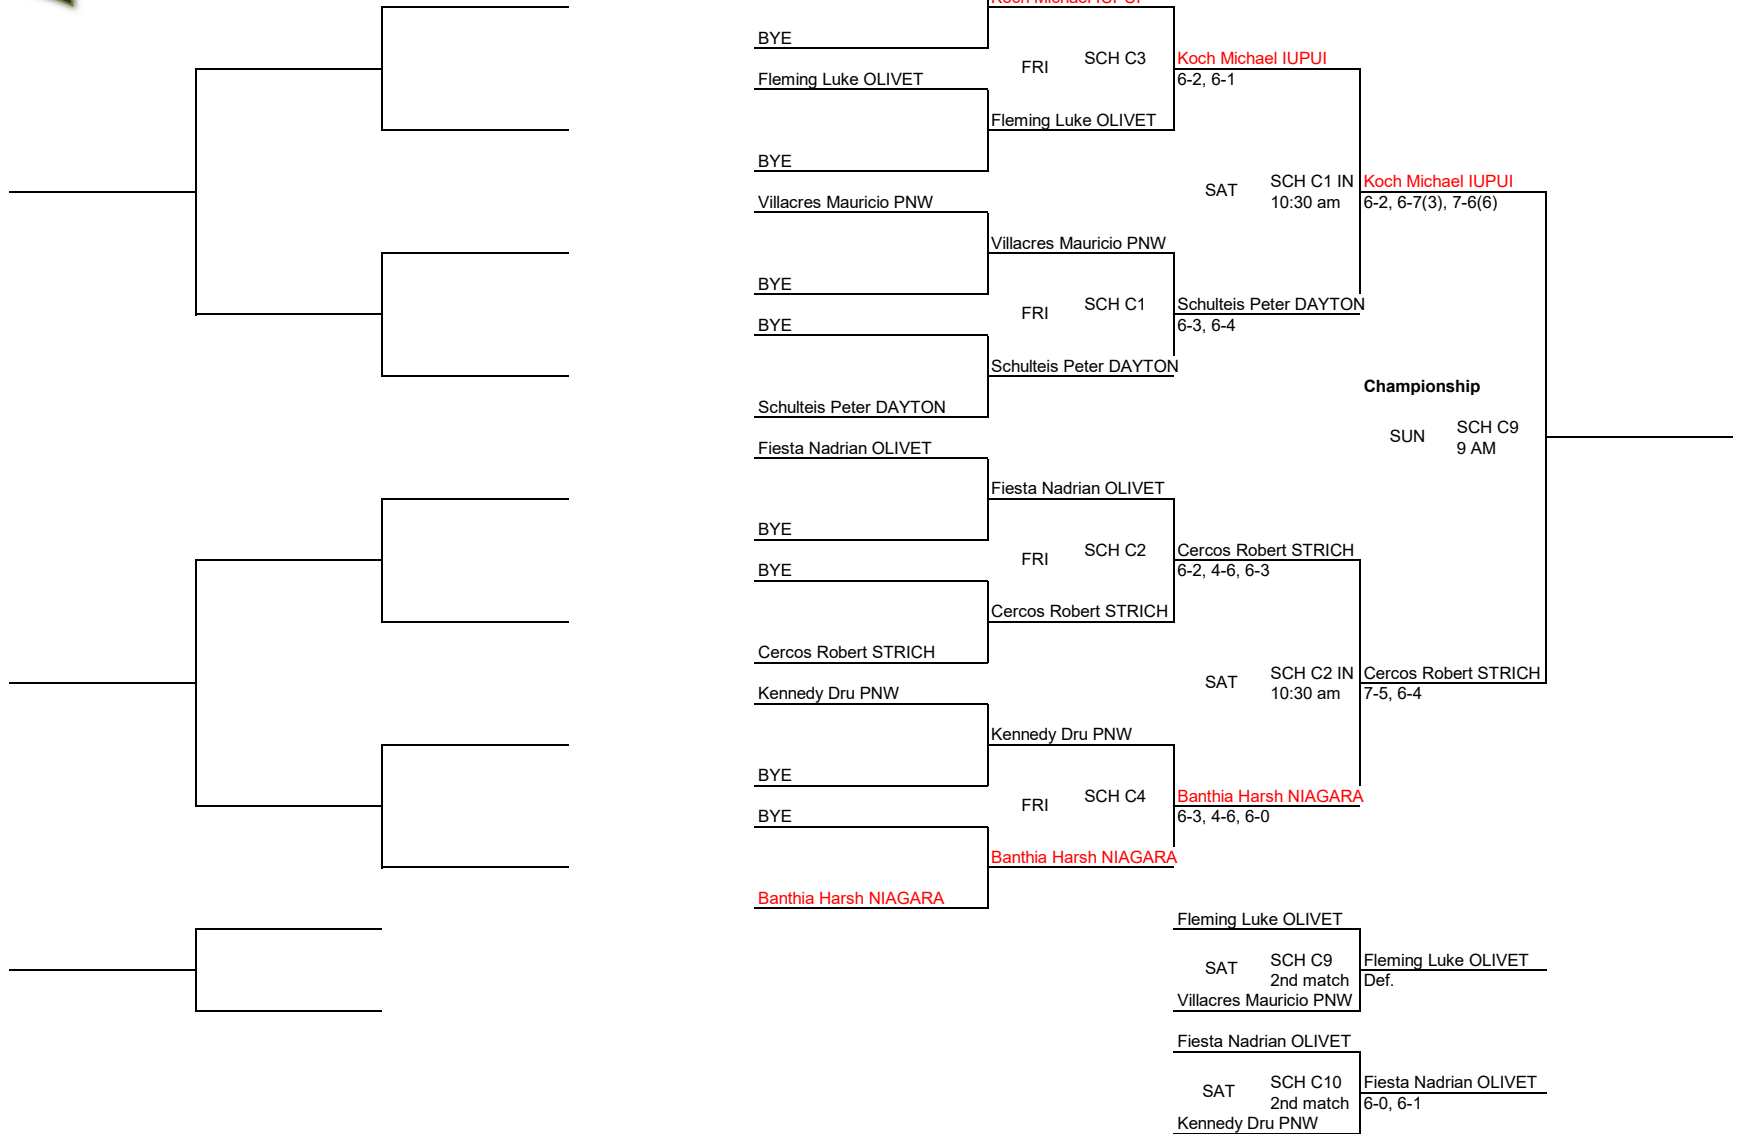 Koch Michael IUPUI
BYE
FRI
SCH C3
Koch Michael IUPUI
6-2, 6-1
Fleming Luke OLIVET
Fleming Luke OLIVET
BYE
SAT
SCH C1 IN
10:30 am
Koch Michael IUPUI
6-2, 6-7(3), 7-6(6)
Villacres Mauricio PNW
Villacres Mauricio PNW
BYE
FRI
SCH C1
Schulteis Peter DAYTON
6-3, 6-4
BYE
Schulteis Peter DAYTON
Schulteis Peter DAYTON
Championship
SUN
SCH C9
9 AM
Fiesta Nadrian OLIVET
Fiesta Nadrian OLIVET
BYE
FRI
SCH C2
Cercos Robert STRICH
6-2, 4-6, 6-3
BYE
Cercos Robert STRICH
Cercos Robert STRICH
SAT
SCH C2 IN
10:30 am
Cercos Robert STRICH
7-5, 6-4
Kennedy Dru PNW
Kennedy Dru PNW
BYE
FRI
SCH C4
Banthia Harsh NIAGARA
6-3, 4-6, 6-0
BYE
Banthia Harsh NIAGARA
Banthia Harsh NIAGARA
Fleming Luke OLIVET
SAT
SCH C9
2nd match
Fleming Luke OLIVET
Def.
Villacres Mauricio PNW
Fiesta Nadrian OLIVET
SAT
SCH C10
2nd match
Fiesta Nadrian OLIVET
6-0, 6-1
Kennedy Dru PNW